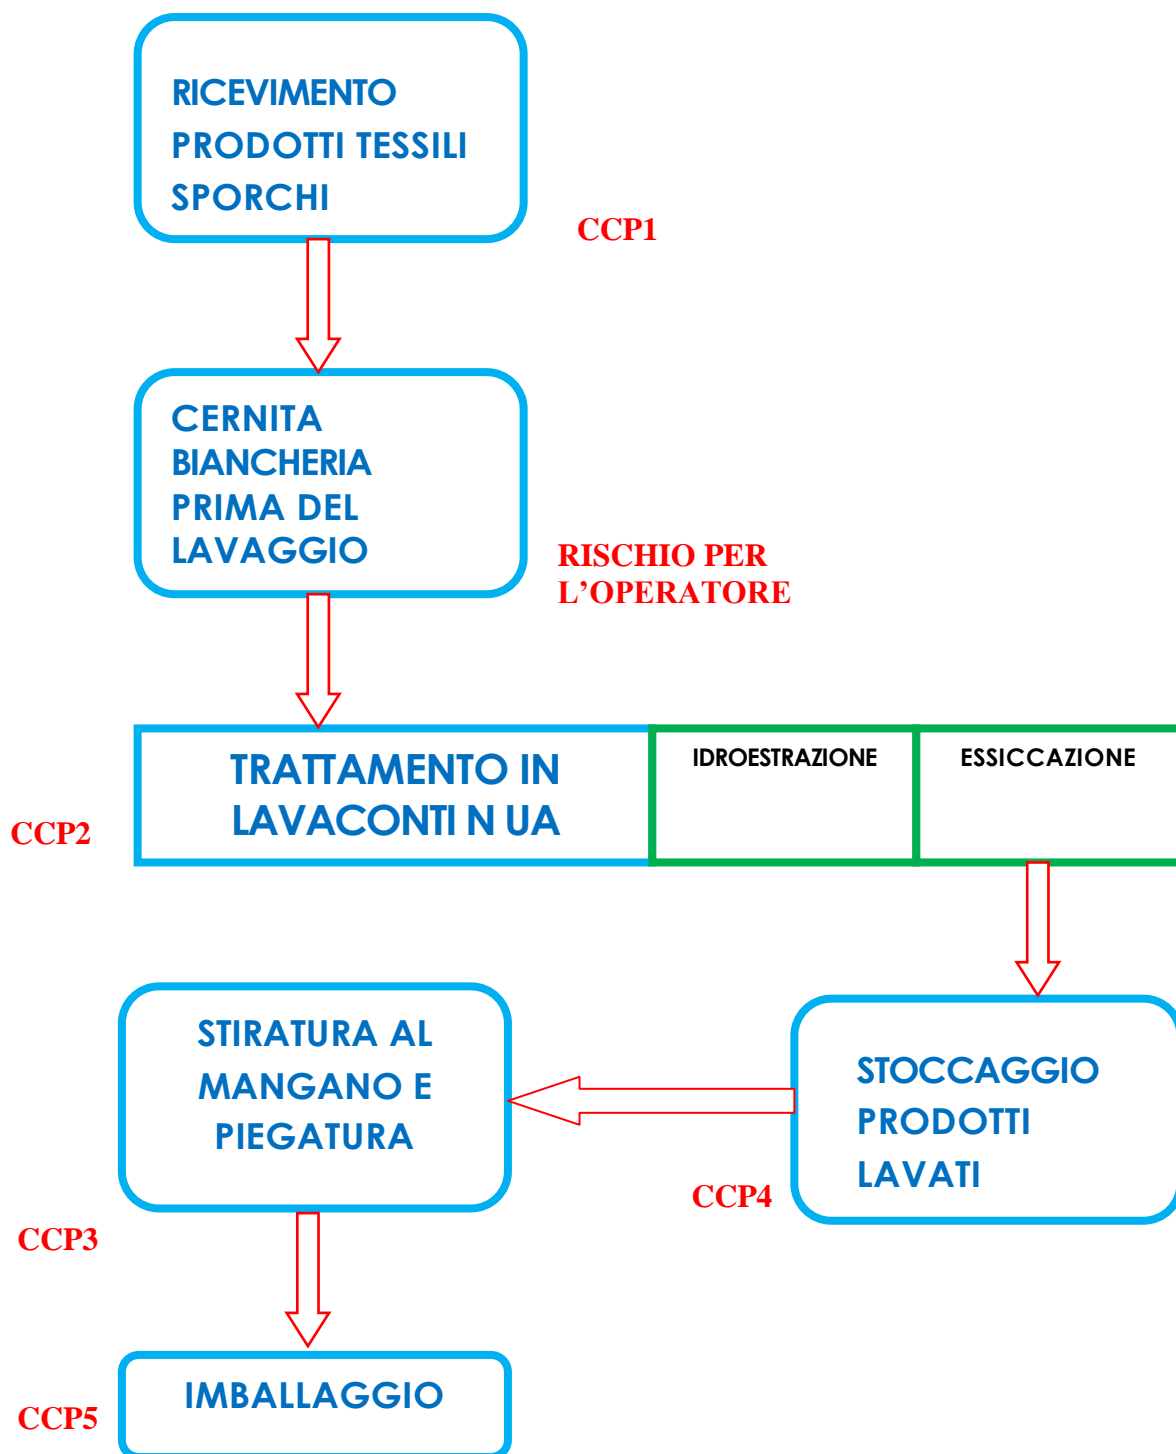 RICEVIMENTO
PRODOTTI TESSILI
SPORCHI
CCP1
CERNITA
BIANCHERIA
PRIMA DEL
LAVAGGIO
RISCHIO PER
L’OPERATORE
TRATTAMENTO IN
LAVACONTI N UA
IDROESTRAZIONE
ESSICCAZIONE
CCP2
STOCCAGGIO
PRODOTTI
LAVATI
CCP4
STIRATURA AL
MANGANO E
PIEGATURA
CCP3
IMBALLAGGIO
CCP5